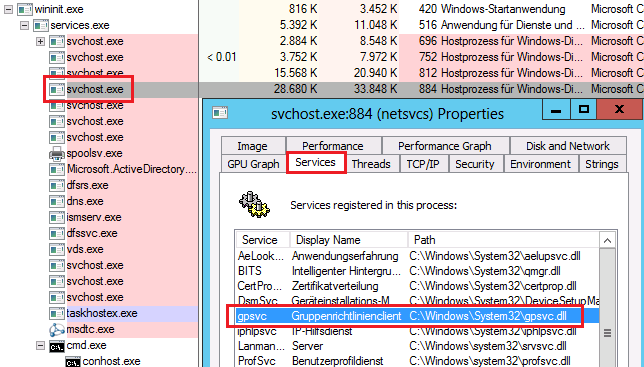 wininit.exe 816 K 3.452 K 420 Windows-Startanwendung Microsoft C
services.exe 5.392 K 11.048 K 516 Anwendung für Dienste und ... Microsoft C
svchost.exe 2.884 K 8.548 K 696 Hostprozess für Windows-Di... Microsoft C
svchost.exe < 0.01 3.752 K 7.972 K 752 Hostprozess für Windows-Di... Microsoft C
svchost.exe 15.568 K 20.940 K 812 Hostprozess für Windows-Di... Microsoft C
svchost.exe 28.680 K 33.848 K 884 Hostprozess für Windows-Di... Microsoft C
svchost.exe
svchost.exe
svchost.exe
spoolsv.exe
Microsoft.ActiveDirectory....
dfsrs.exe
dns.exe
ismserv.exe
dfssvc.exe
vds.exe
svchost.exe
svchost.exe
svchost.exe
taskhostex.exe
msdtc.exe
cmd.exe
conhost.exe
svchost.exe:884 (netsvcs) Properties
Image Performance Performance Graph Disk and Network
GPU Graph Services Threads TCP/IP Security Environment Strings
Services registered in this process:
Service Display Name Path
AeLook... Anwendungserfahrung C:\Windows\System32\aelupsvc.dll
BITS Intelligenter Hintergru... C:\Windows\System32\qmgr.dll
CertPro... Zertifikatverteilung C:\Windows\System32\certprop.dll
DsmSvc Geräteinstallations-M... C:\Windows\System32\DeviceSetupMa
gpsvc Gruppenrichtlinienclient C:\Windows\System32\gpsvc.dll
iphlpsvc IP-Hilfsdienst C:\Windows\System32\iphlpsvc.dll
Lanman... Server C:\Windows\System32\srvsvc.dll
ProfSvc Benutzerprofildienst C:\Windows\System32\profsvc.dll